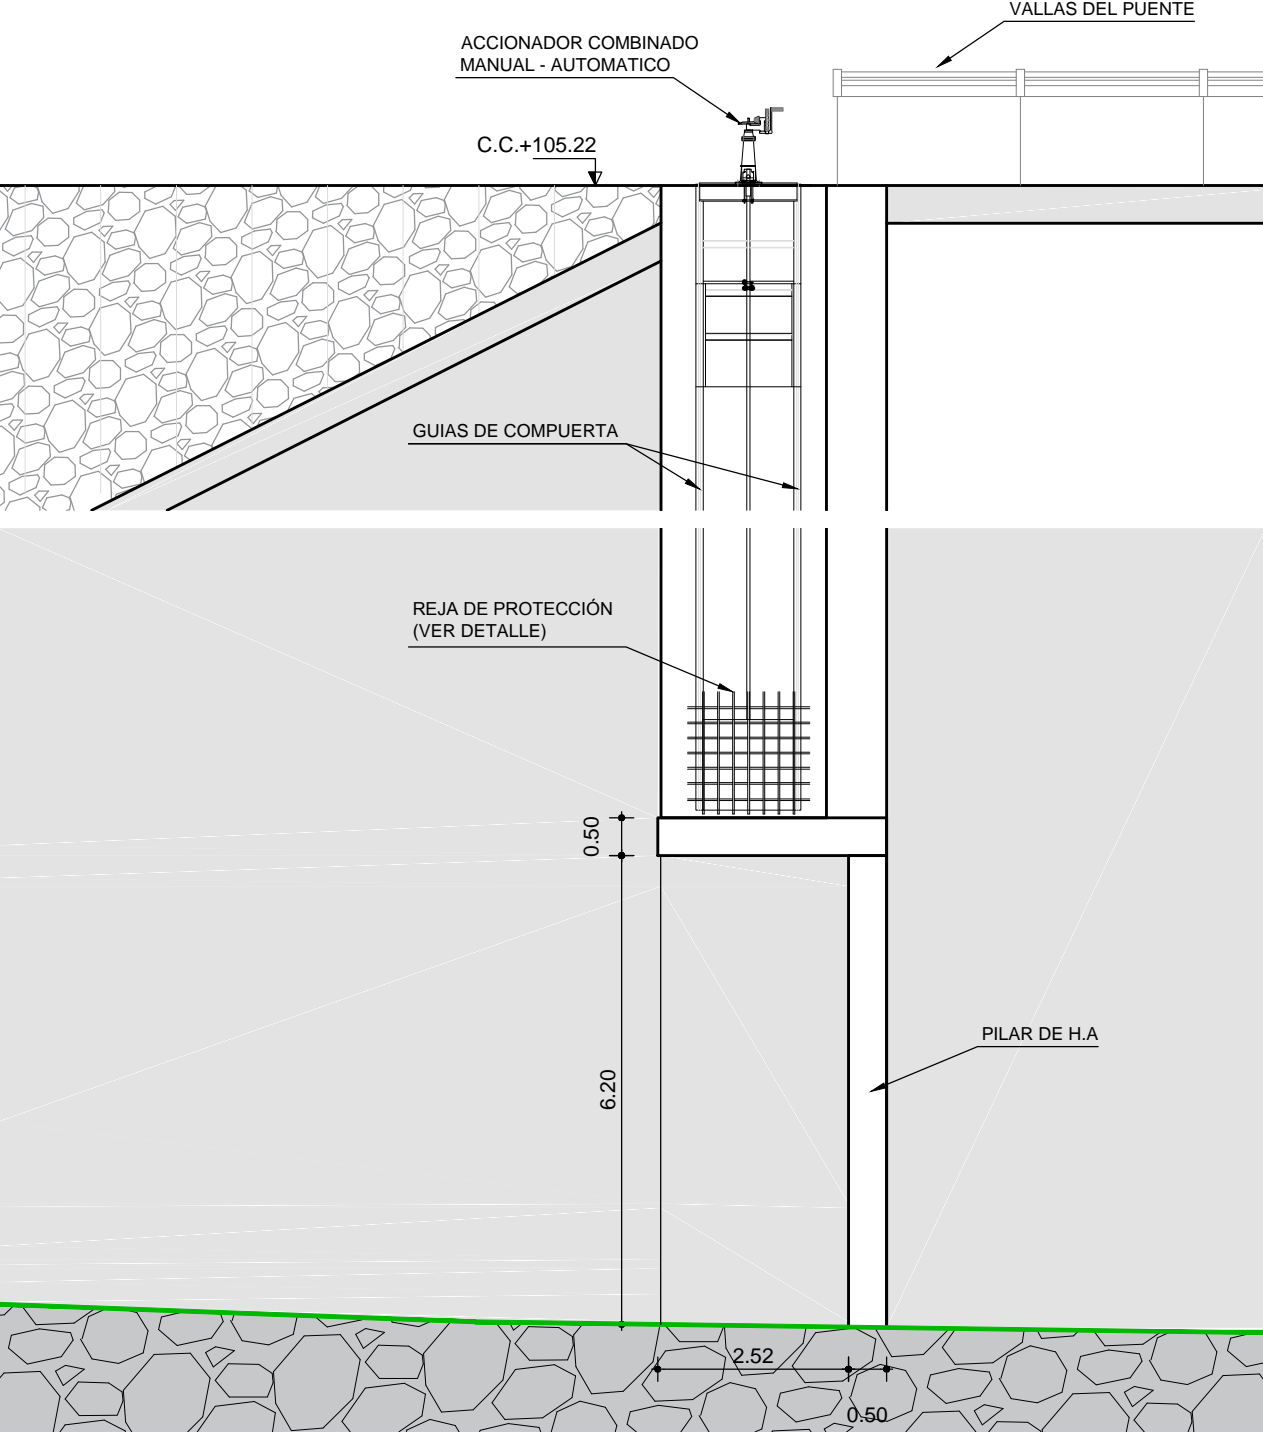 VALLAS DEL PUENTE
ACCIONADOR COMBINADO
MANUAL - AUTOMATICO
C.C.+105.22
GUIAS DE COMPUERTA
REJA DE PROTECCIÓN
(VER DETALLE)
0.50
6.20
PILAR DE H.A
2.52
0.50